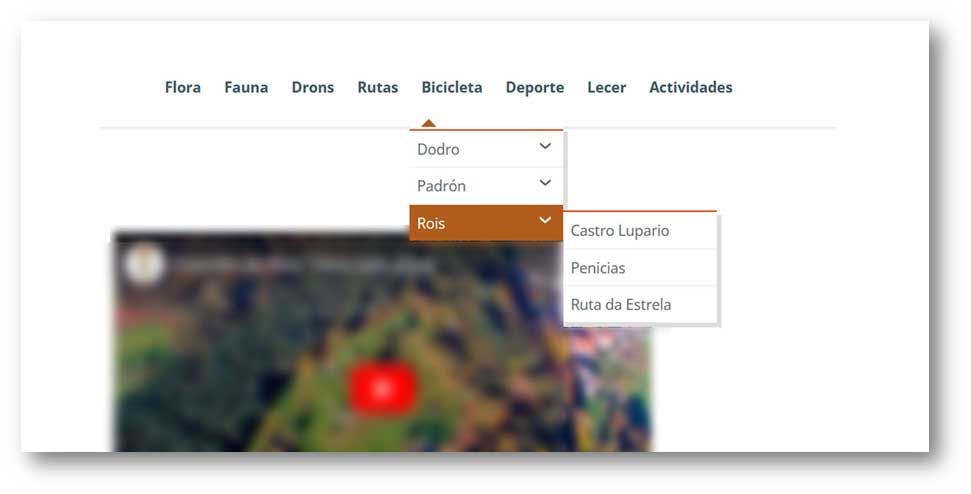 Flora Fauna Drons Rutas Bicicleta Deporte Lecer Actividades
Dodro
Padrón
Rois
Castro Lupario
Penicias
Ruta da Estrela